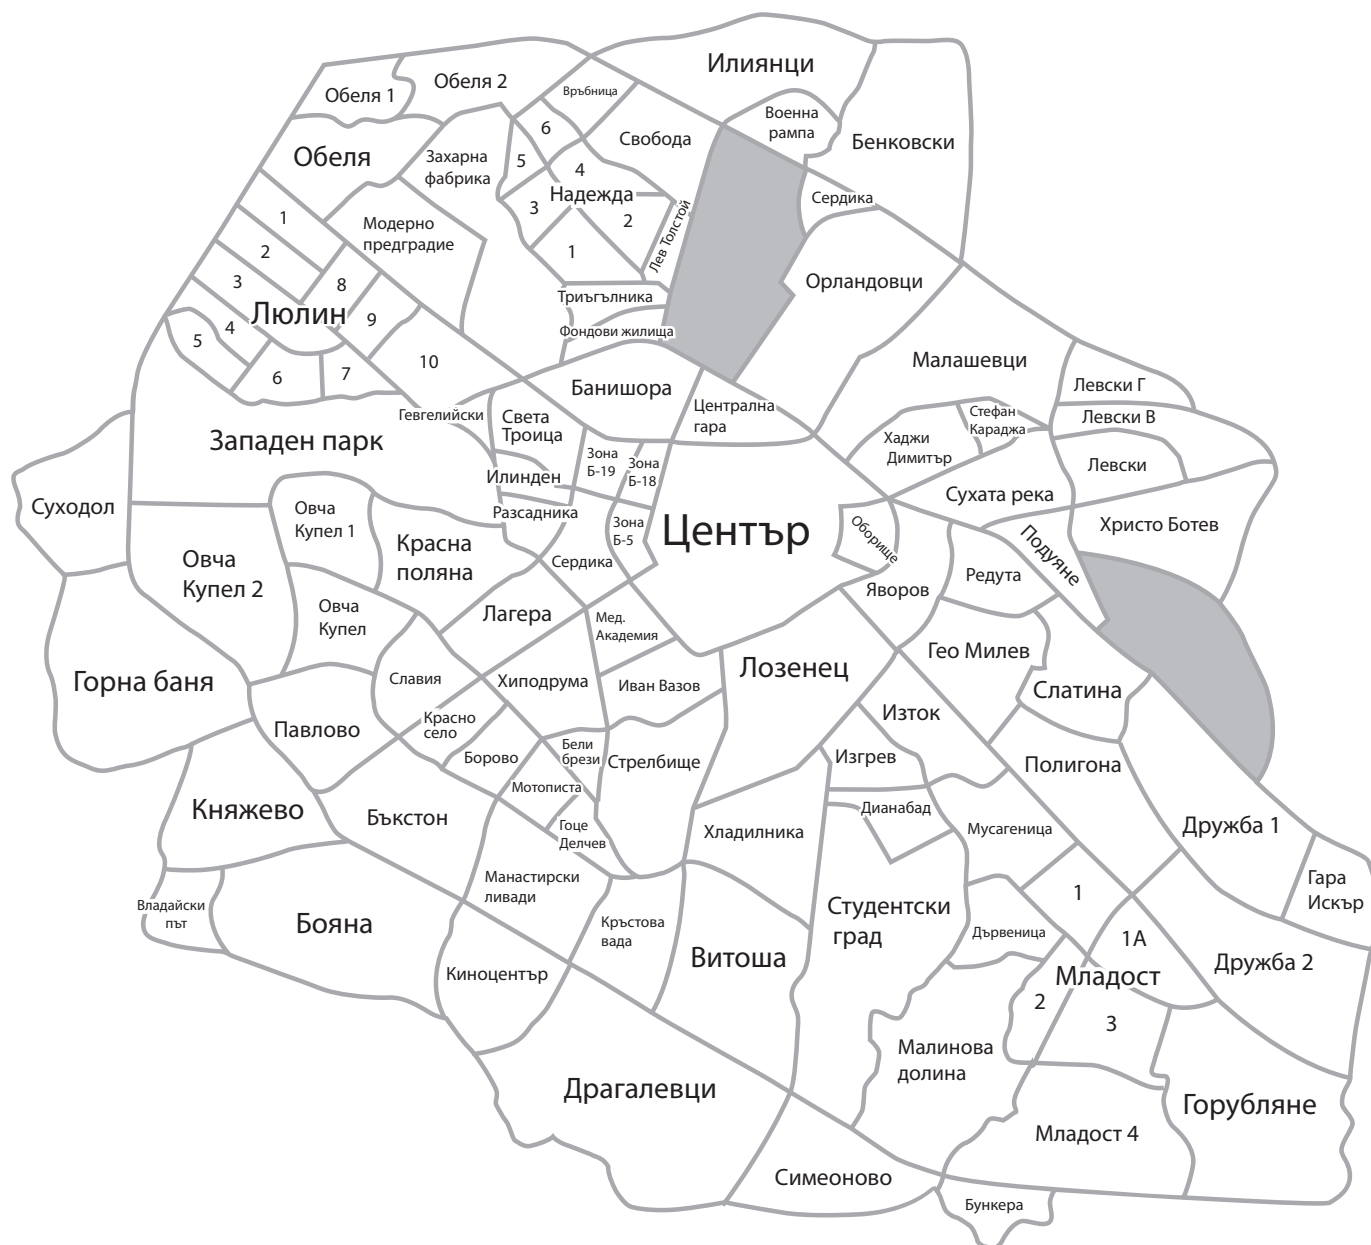 Илиянци
Обеля 2
Обеля 1
Връбница
Военна
рампа
6
Свобода
Бенковски
Обеля
Захарна
фабрика
5
4
Надежда
Сердика
1
3
2
Модерно
предградие
Лев Толстой
2
1
3
8
Орландовци
Триъгълника
Люлин
9
4
5
Фондови жилища
10
Малашевци
6
7
Банишора
Левски Г
Централна
гара
Гевгелийски
Света
Троица
Стефан
Караджа
Левски В
Западен парк
Хаджи
Димитър
Зона
Б-19
Зона
Б-18
Левски
Илинден
Сухата река
Суходол
Овча
Купел 1
Разсадника
Зона
Б-5
Център
Оборище
Христо Ботев
Подуяне
Красна
поляна
Овча
Купел 2
Сердика
Яворов
Редута
Овча
Купел
Лагера
Мед.
Академия
Гео Милев
Горна баня
Славия
Хиподрума
Иван Вазов
Лозенец
Слатина
Павлово
Красно
село
Изток
Борово
Бели
брези
Стрелбище
Изгрев
Полигона
Мотописта
Княжево
Бъкстон
Гоце
Делчев
Хладилника
Дианабад
Мусагеница
Дружба 1
Манастирски
ливади
1
Гара
Искър
Владайски
път
Бояна
Кръстова
вада
Студентски
град
Дървеница
1А
Витоша
Киноцентър
Младост
Дружба 2
2
3
Малинова
долина
Драгалевци
Горубляне
Младост 4
Симеоново
Бункера